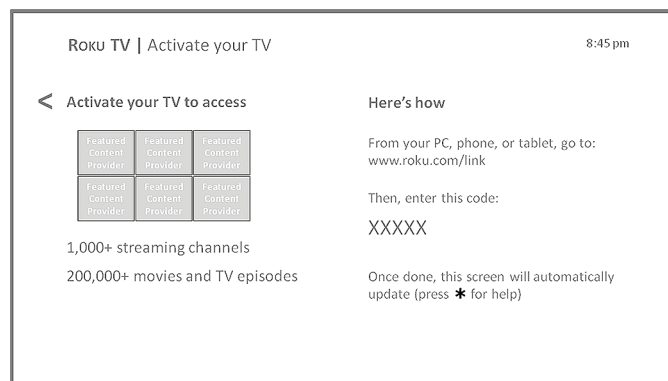 ROKU TV | Activate your TV
8:45 pm
< Activate your TV to access
Featured Content Provider
Featured Content Provider
Featured Content Provider
Featured Content Provider
Featured Content Provider
Featured Content Provider
1,000+ streaming channels
200,000+ movies and TV episodes
Here's how
From your PC, phone, or tablet, go to:
www.roku.com/link
Then, enter this code:
XXXXX
Once done, this screen will automatically
update (press * for help)